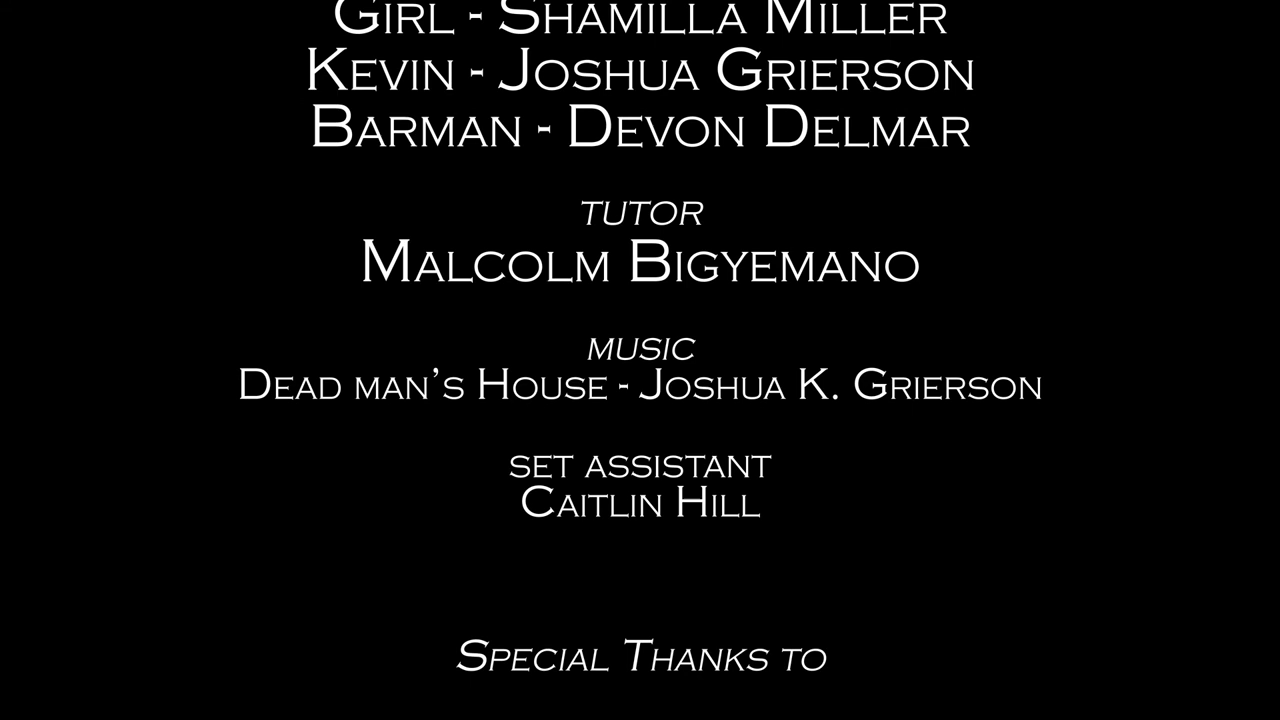 Girl - Shamilla Miller
Kevin - Joshua Grierson
Barman - Devon Delmar
TUTOR
Malcolm Bigyemano
MUSIC
Dead man’s House - Joshua K. Grierson
SET ASSISTANT
Caitlin Hill
Special Thanks to